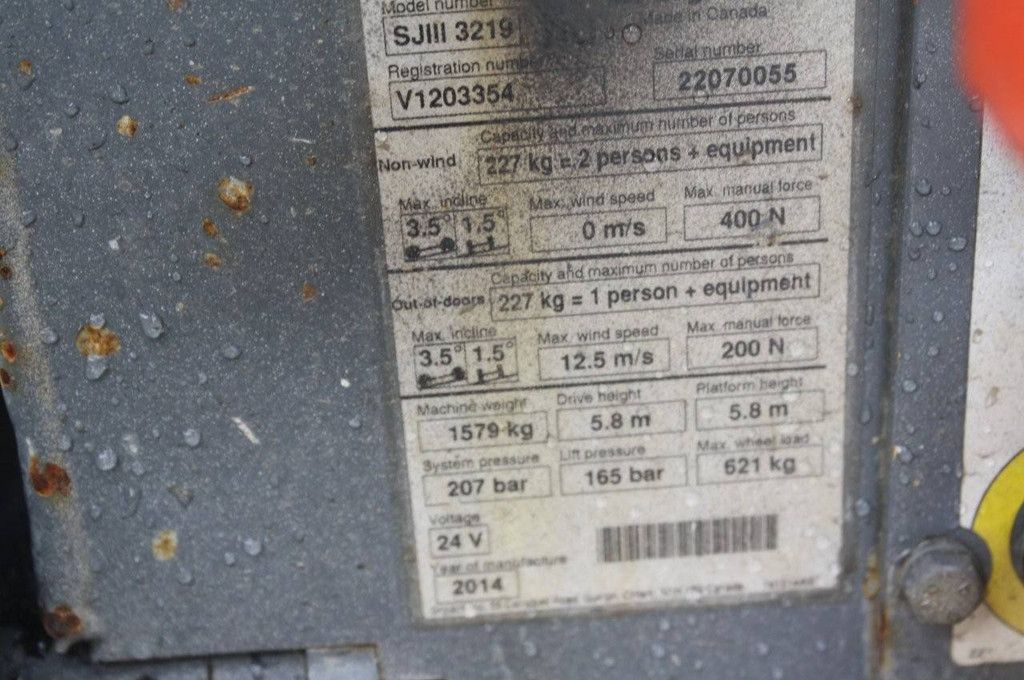 Model number
SJIII 3219
Made in Canada
Registration number
Serial number
V1203354
22070055
Capacity and maximum number of persons
Non-wind
227 kg = 2 persons + equipment
Max. incline Max. wind speed Max. manual force
3.5° 1.5° 0 m/s 400 N
Capacity and maximum number of persons
Out-of-doors
227 kg = 1 person + equipment
Max. incline Max. wind speed Max. manual force
3.5° 1.5° 12.5 m/s 200 N
Machine weight Drive height Platform height
1579 kg 5.8 m 5.8 m
System pressure Lift pressure Max. wheel load
207 bar 165 bar 621 kg
Voltage
24 V
Year of manufacture
2014